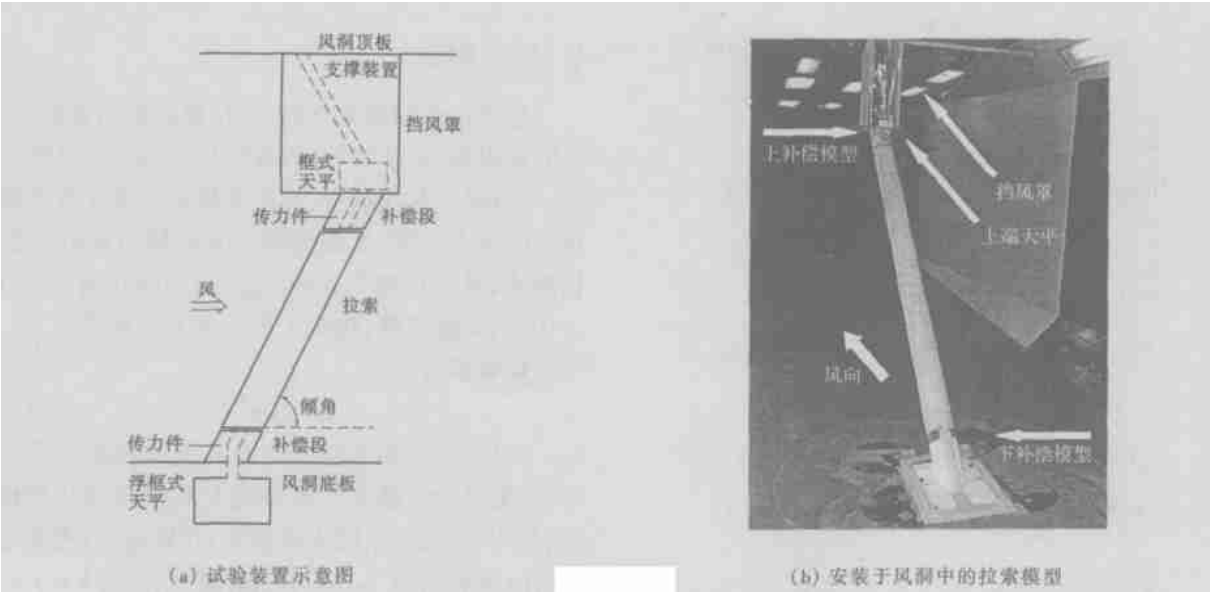 风洞顶板
支撑装置
挡风罩
框式
天平
传力件
补偿段
风
拉索
倾角
传力件
补偿段
浮框式
天平
风洞底板
(a) 试验装置示意图
上补偿模型
挡风罩
上端天平
风向
下补偿模型
(b) 安装于风洞中的拉索模型